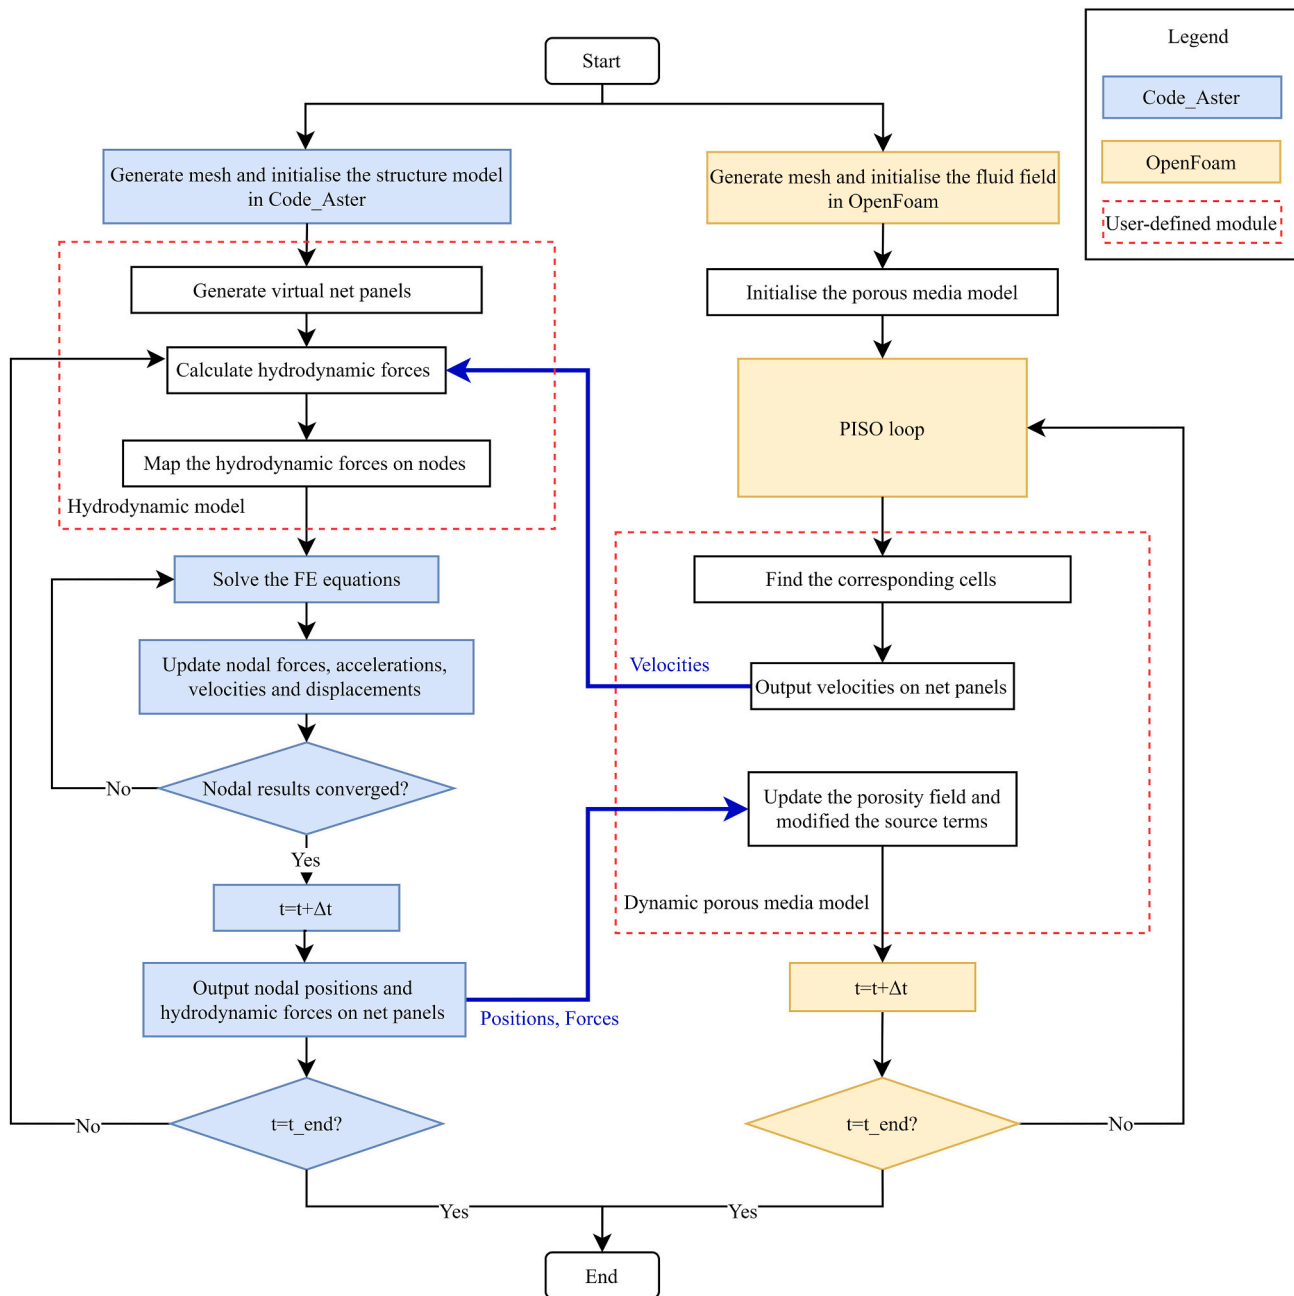 Start
Legend
Code_Aster
OpenFoam
User-defined module
Generate mesh and initialise the structure model
in Code_Aster
Generate virtual net panels
Calculate hydrodynamic forces
Map the hydrodynamic forces on nodes
Hydrodynamic model
Solve the FE equations
Update nodal forces, accelerations,
velocities and displacements
Nodal results converged?
No
Yes
t=t+Δt
Output nodal positions and
hydrodynamic forces on net panels
t=t_end?
No
Yes
Velocities
Positions, Forces
Generate mesh and initialise the fluid field
in OpenFoam
Initialise the porous media model
PISO loop
Find the corresponding cells
Output velocities on net panels
Update the porosity field and
modified the source terms
Dynamic porous media model
t=t+Δt
t=t_end?
No
Yes
End